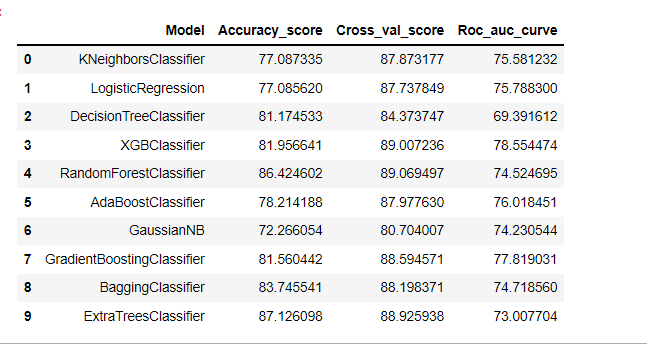 Model Accuracy_score Cross_val_score Roc_auc_curve
0 KNeighborsClassifier 77.087335 87.873177 75.581232
1 LogisticRegression 77.085620 87.737849 75.788300
2 DecisionTreeClassifier 81.174533 84.373747 69.391612
3 XGBClassifier 81.956641 89.007236 78.554474
4 RandomForestClassifier 86.424602 89.069497 74.524695
5 AdaBoostClassifier 78.214188 87.977630 76.018451
6 GaussianNB 72.266054 80.704007 74.230544
7 GradientBoostingClassifier 81.560442 88.594571 77.819031
8 BaggingClassifier 83.745541 88.198371 74.718560
9 ExtraTreesClassifier 87.126098 88.925938 73.007704